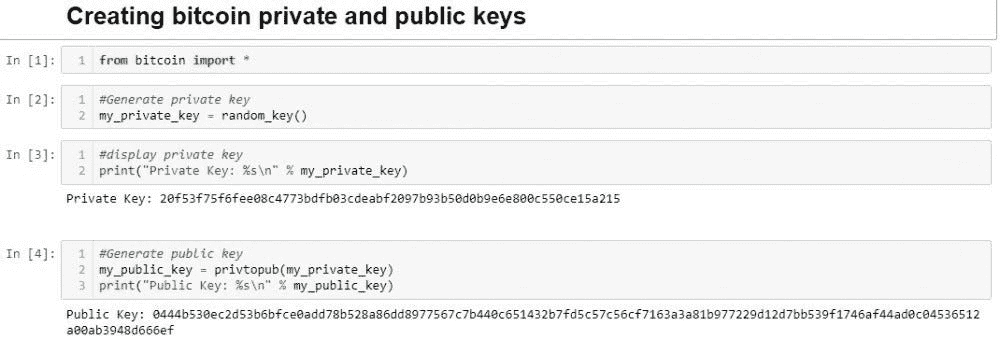 Creating bitcoin private and public keys
In [1]:
1 from bitcoin import *
In [2]:
1 #Generate private key
2 my_private_key = random_key()
In [3]:
1 #display private key
2 print("Private Key: %s\n" % my_private_key)
Private Key: 20f53f75f6fee08c4773bdfb03cdeabf2097b93b50d0b9e6e800c550ce15a215
In [4]:
1 #Generate public key
2 my_public_key = privtopub(my_private_key)
3 print("Public Key: %s\n" % my_public_key)
Public Key: 0444b530ec2d53b6bfce0add78b528a86dd8977567c7b440c651432b7fd5c57c56cf7163a3a81b977229d12d7bb539f1746af44ad0c04536512
a00ab3948d666ef